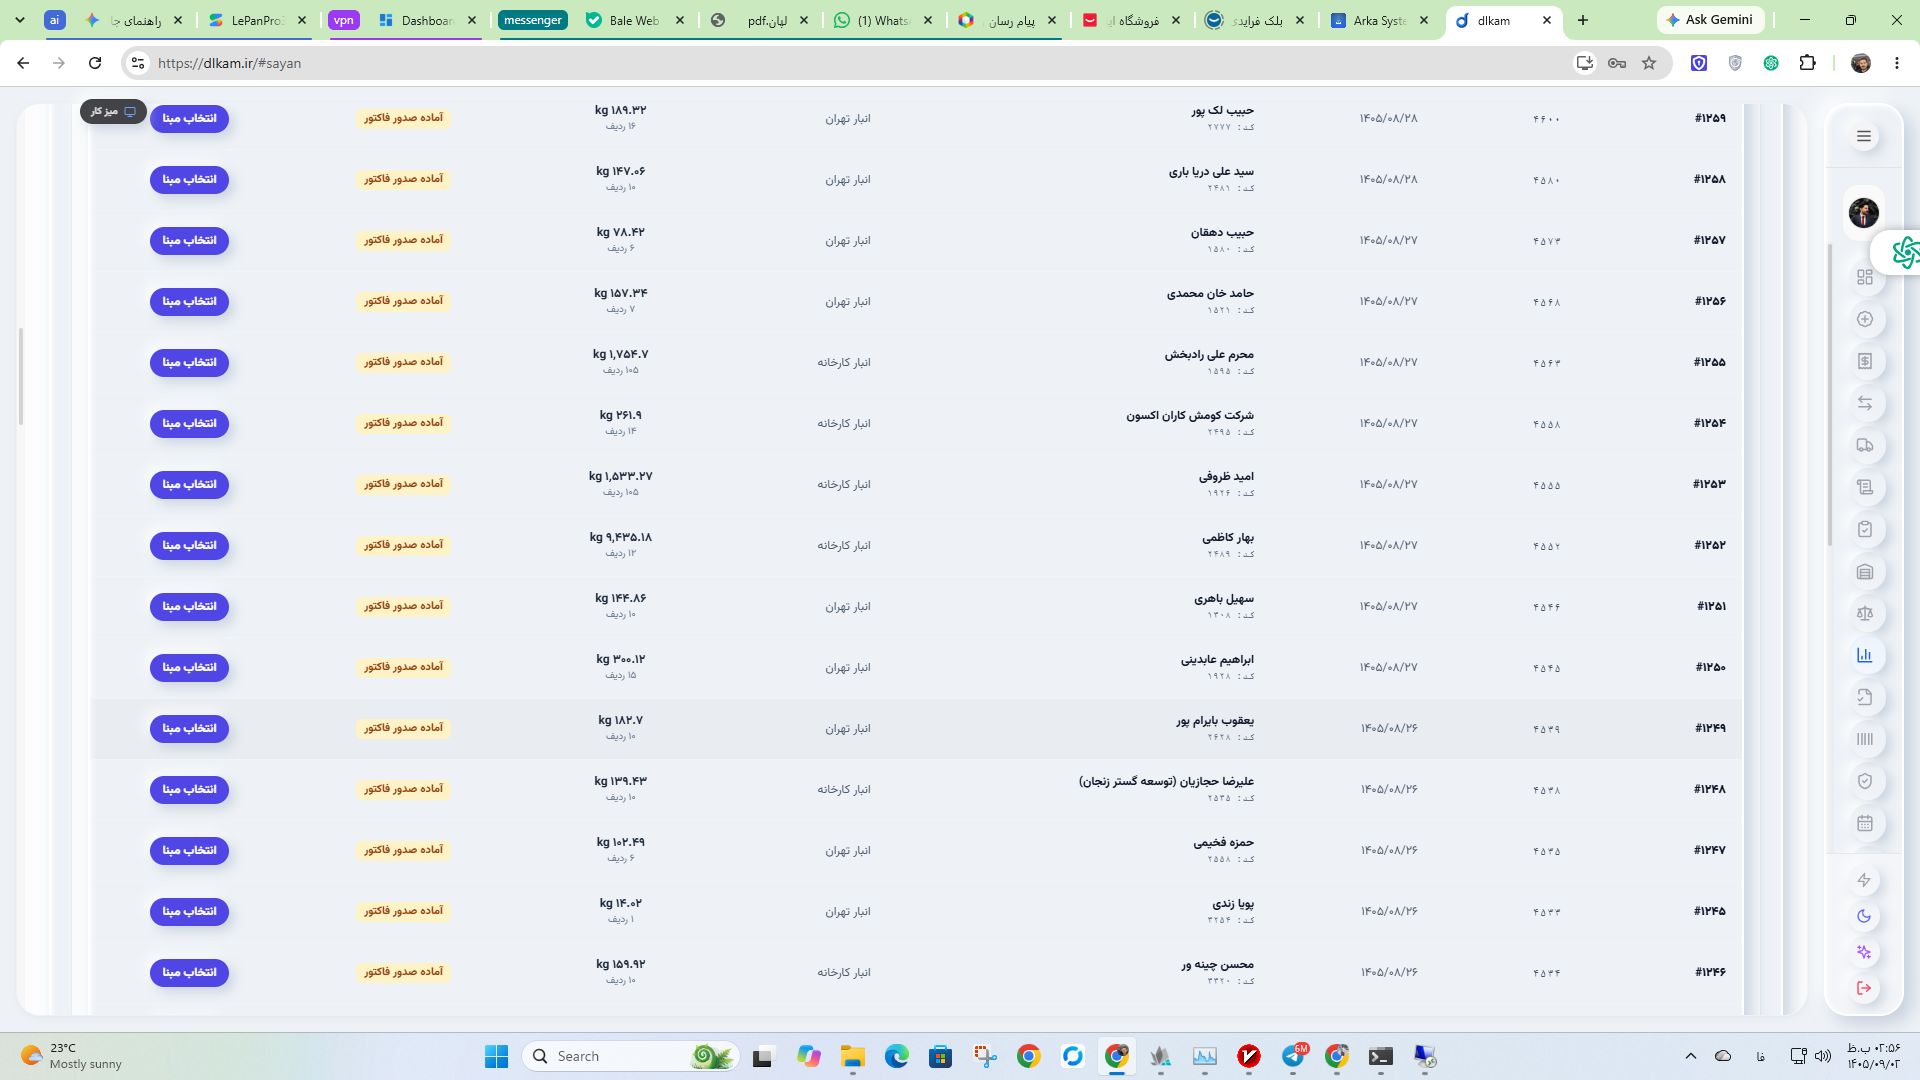 ai
راهنمای جا
LePanPro
vpn
Dashboar
messenger
Bale Web
لپان.pdf
(1) Whats
پیام رسان
فروشگاه ای
بلک فرایدی
Arka Syste
dlkam
Ask Gemini
https://dlkam.ir/#sayan
میز کار
#۱۲۵۹ ۴۶۰۰ ۱۴۰۵/۰۸/۲۸ حبیب لک پور انبار تهران ۱۸۹.۳۲ kg آماده صدور فاکتور انتخاب مبنا
کد: ۲۷۷۷ ۱۶ ردیف
#۱۲۵۸ ۴۵۸۰ ۱۴۰۵/۰۸/۲۸ سید علی دریا باری انبار تهران ۱۴۷.۰۶ kg آماده صدور فاکتور انتخاب مبنا
کد: ۲۴۸۱ ۱۰ ردیف
#۱۲۵۷ ۴۵۷۳ ۱۴۰۵/۰۸/۲۷ حبیب دهقان انبار تهران ۷۸.۴۲ kg آماده صدور فاکتور انتخاب مبنا
کد: ۱۵۸۰ ۶ ردیف
#۱۲۵۶ ۴۵۶۸ ۱۴۰۵/۰۸/۲۷ حامد خان محمدی انبار تهران ۱۵۷.۳۴ kg آماده صدور فاکتور انتخاب مبنا
کد: ۱۵۲۱ ۷ ردیف
#۱۲۵۵ ۴۵۶۳ ۱۴۰۵/۰۸/۲۷ محرم علی رادبخش انبار کارخانه ۱,۷۵۴.۷ kg آماده صدور فاکتور انتخاب مبنا
کد: ۱۵۹۵ ۱۰۵ ردیف
#۱۲۵۴ ۴۵۵۸ ۱۴۰۵/۰۸/۲۷ شرکت کومش کاران اکسون انبار کارخانه ۲۶۱.۹ kg آماده صدور فاکتور انتخاب مبنا
کد: ۲۴۹۵ ۱۴ ردیف
#۱۲۵۳ ۴۵۵۵ ۱۴۰۵/۰۸/۲۷ امید ظروفی انبار کارخانه ۱,۵۳۳.۲۷ kg آماده صدور فاکتور انتخاب مبنا
کد: ۱۹۲۶ ۱۰۵ ردیف
#۱۲۵۲ ۴۵۵۲ ۱۴۰۵/۰۸/۲۷ بهار کاظمی انبار کارخانه ۹,۴۳۵.۱۸ kg آماده صدور فاکتور انتخاب مبنا
کد: ۲۴۸۹ ۱۲ ردیف
#۱۲۵۱ ۴۵۴۶ ۱۴۰۵/۰۸/۲۷ سهیل باهری انبار تهران ۱۴۴.۸۶ kg آماده صدور فاکتور انتخاب مبنا
کد: ۱۳۰۸ ۱۰ ردیف
#۱۲۵۰ ۴۵۴۵ ۱۴۰۵/۰۸/۲۷ ابراهیم عابدینی انبار تهران ۳۰۰.۱۲ kg آماده صدور فاکتور انتخاب مبنا
کد: ۱۹۲۸ ۱۵ ردیف
#۱۲۴۹ ۴۵۳۹ ۱۴۰۵/۰۸/۲۶ یعقوب بایرام پور انبار تهران ۱۸۲.۷ kg آماده صدور فاکتور انتخاب مبنا
کد: ۲۶۲۸ ۱۰ ردیف
#۱۲۴۸ ۴۵۳۸ ۱۴۰۵/۰۸/۲۶ علیرضا حجازیان (توسعه گستر زنجان) انبار کارخانه ۱۳۹.۴۳ kg آماده صدور فاکتور انتخاب مبنا
کد: ۲۵۳۵ ۱۰ ردیف
#۱۲۴۷ ۴۵۳۵ ۱۴۰۵/۰۸/۲۶ حمزه فخیمی انبار تهران ۱۰۲.۴۹ kg آماده صدور فاکتور انتخاب مبنا
کد: ۲۵۵۸ ۶ ردیف
#۱۲۴۵ ۴۵۳۳ ۱۴۰۵/۰۸/۲۶ پویا زندی انبار تهران ۱۴.۰۲ kg آماده صدور فاکتور انتخاب مبنا
کد: ۳۲۵۴ ۱ ردیف
#۱۲۴۶ ۴۵۳۴ ۱۴۰۵/۰۸/۲۶ محسن چینه ور انبار کارخانه ۱۵۹.۹۲ kg آماده صدور فاکتور انتخاب مبنا
کد: ۳۳۲۰ ۱۰ ردیف
23°C
Mostly sunny
Search
6M
فا
۰۲:۵۶ ب.ظ
۱۴۰۵/۰۹/۰۲